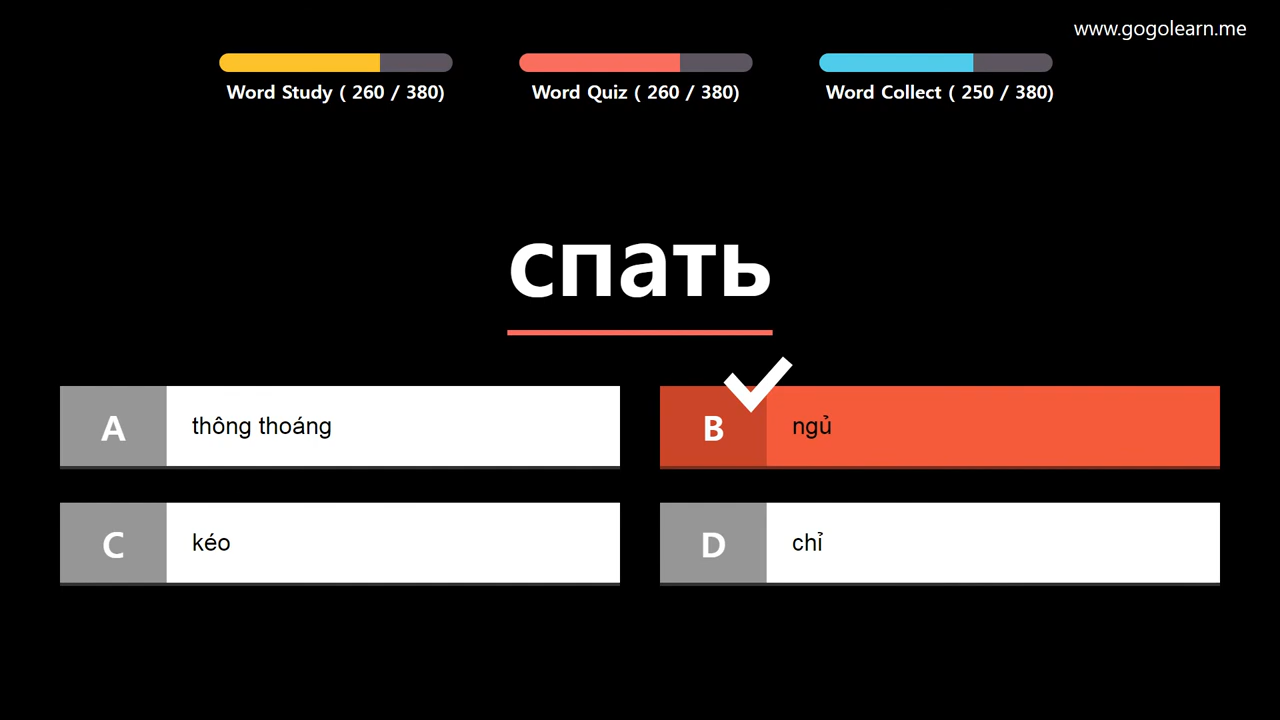 www.gogolearn.me
Word Study ( 260 / 380)
Word Quiz ( 260 / 380)
Word Collect ( 250 / 380)
спать
A thông thoáng
B ngủ
C kéo
D chỉ